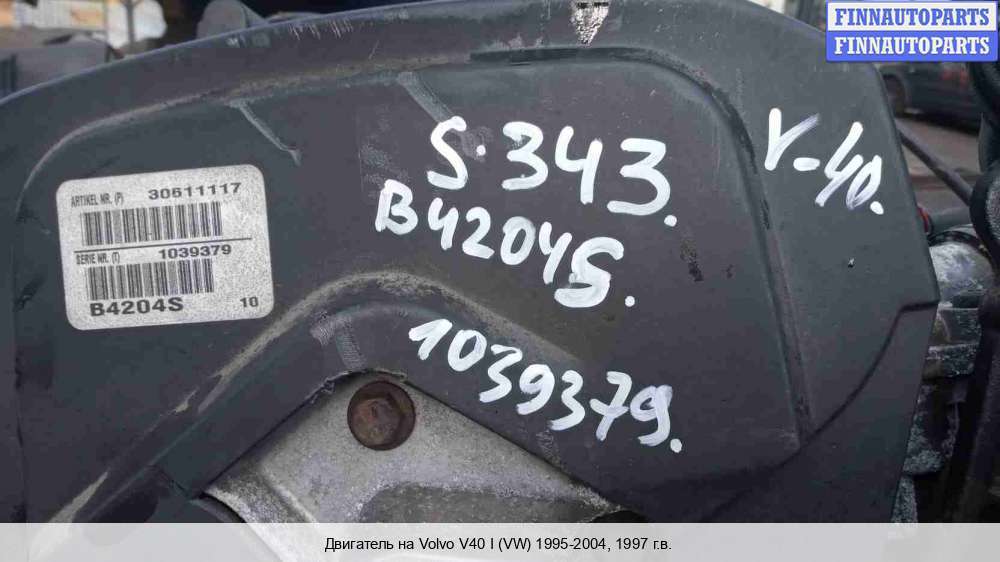 FINNAUTOPARTS
FINNAUTOPARTS
S.343.
V-40.
B4204S.
1039379.
ARTIKEL NR. (P) 30611117
SERIE NR. (T) 1039379
B4204S 10
Двигатель на Volvo V40 I (VW) 1995-2004, 1997 г.в.